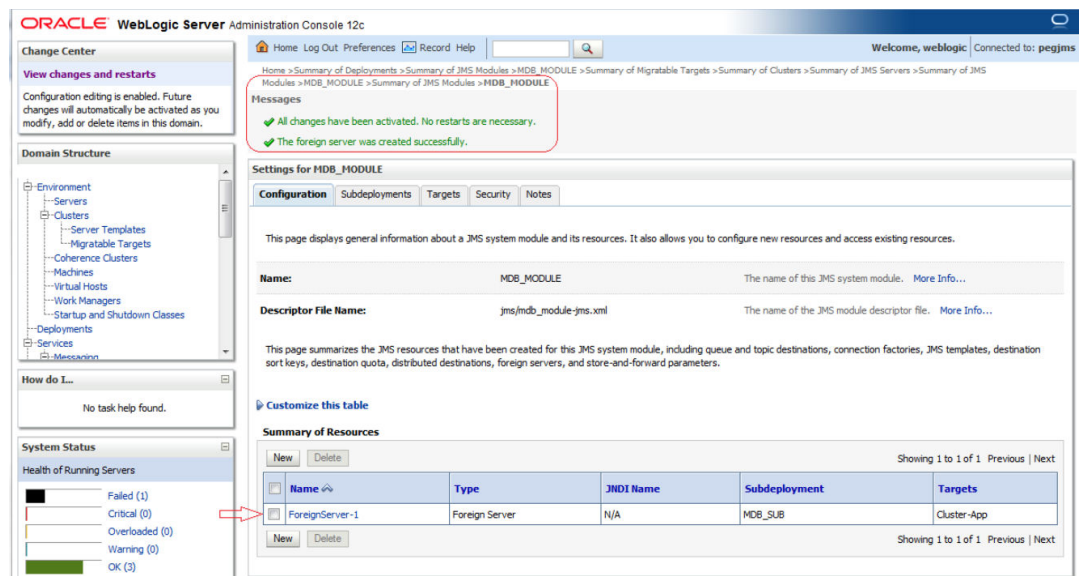 ORACLE WebLogic Server Administration Console 12c
Change Center
View changes and restarts
Configuration editing is enabled. Future
changes will automatically be activated as you
modify, add or delete items in this domain.
Domain Structure
Environment
Servers
Clusters
Server Templates
Migratable Targets
Coherence Clusters
Machines
Virtual Hosts
Work Managers
Startup and Shutdown Classes
Deployments
Services
Messaging
How do I...
No task help found.
System Status
Health of Running Servers
Failed (1)
Critical (0)
Overloaded (0)
Warning (0)
OK (3)
Home Log Out Preferences Record Help
Welcome, weblogic Connected to: pegjms
Home >Summary of Deployments >Summary of JMS Modules >MDB_MODULE >Summary of Migratable Targets >Summary of Clusters >Summary of JMS Servers >Summary of JMS
Modules >MDB_MODULE >Summary of JMS Modules >MDB_MODULE
Messages
All changes have been activated. No restarts are necessary.
The foreign server was created successfully.
Settings for MDB_MODULE
Configuration Subdeployments Targets Security Notes
This page displays general information about a JMS system module and its resources. It also allows you to configure new resources and access existing resources.
Name: MDB_MODULE The name of this JMS system module. More Info...
Descriptor File Name: jms/mdb_module-jms.xml The name of the JMS module descriptor file. More Info...
This page summarizes the JMS resources that have been created for this JMS system module, including queue and topic destinations, connection factories, JMS templates, destination
sort keys, destination quota, distributed destinations, foreign servers, and store-and-forward parameters.
Customize this table
Summary of Resources
New Delete Showing 1 to 1 of 1 Previous | Next
Name Type JNDI Name Subdeployment Targets
ForeignServer-1 Foreign Server N/A MDB_SUB Cluster-App
New Delete Showing 1 to 1 of 1 Previous | Next